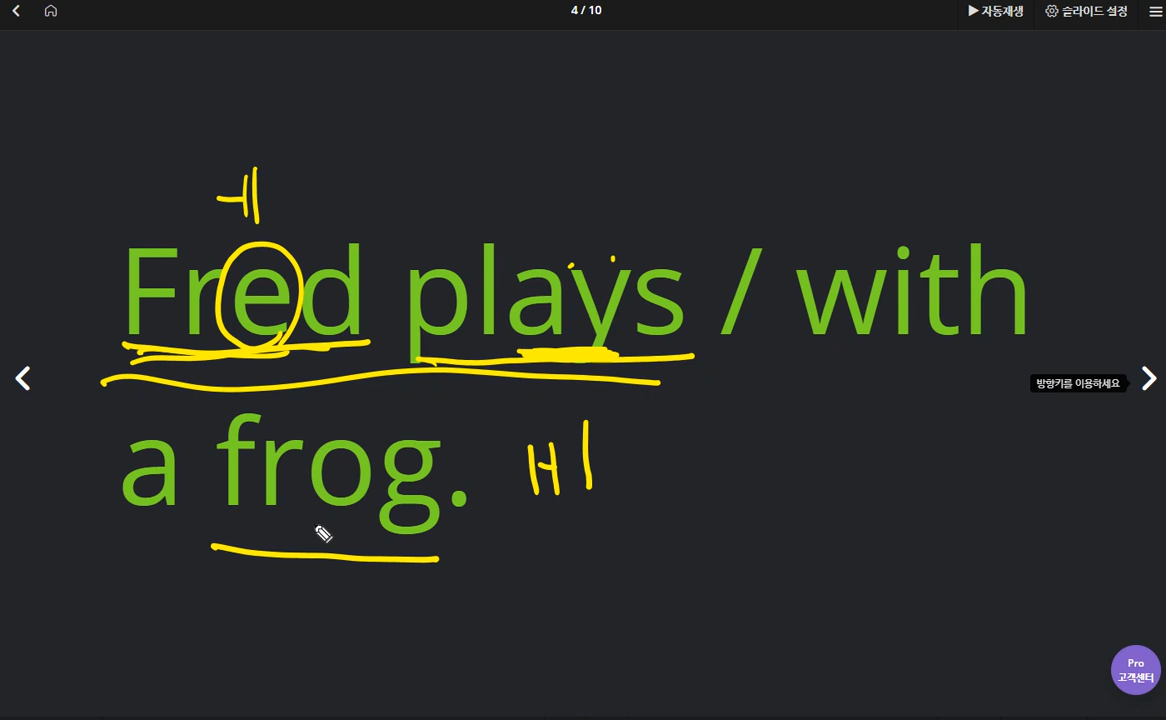 4 / 10
자동재생
슬라이드 설정
ㅔ
Fred plays / with
방향키를 이용하세요
a frog.
ㅐㅣ
Pro
고객센터